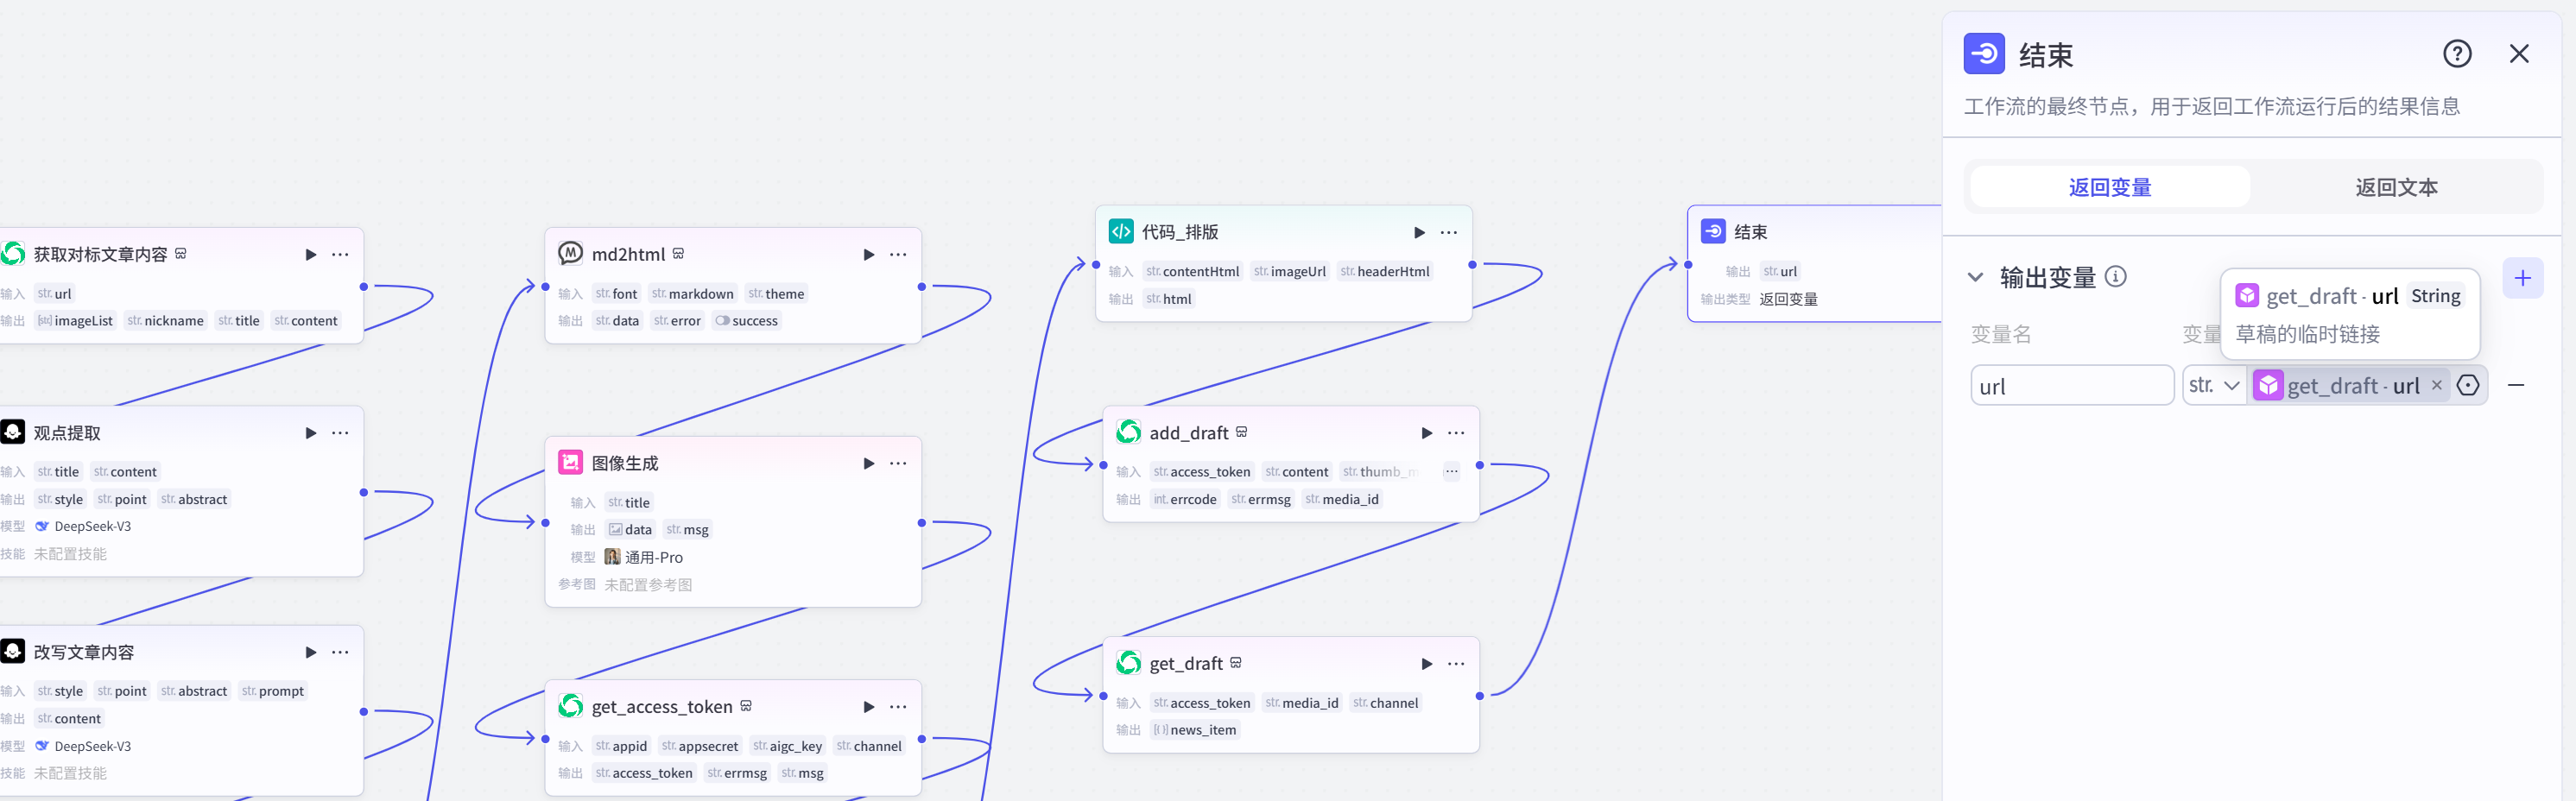 获取对标文章内容
输入 str. url
输出 [str] imageList str. nickname str. title str. content
观点提取
输入 str. title str. content
输出 str. style str. point str. abstract
模型 DeepSeek-V3
技能 未配置技能
改写文章内容
输入 str. style str. point str. abstract str. prompt
输出 str. content
模型 DeepSeek-V3
技能 未配置技能
md2html
输入 str. font str. markdown str. theme
输出 str. data str. error success
图像生成
输入 str. title
输出 data str. msg
模型 通用-Pro
参考图 未配置参考图
get_access_token
输入 str. appid str. appsecret str. aigc_key str. channel
输出 str. access_token str. errmsg str. msg
代码_排版
输入 str. contentHtml str. imageUrl str. headerHtml
输出 str. html
add_draft
输入 str. access_token str. content str. thumb_m ...
输出 int. errcode str. errmsg str. media_id
get_draft
输入 str. access_token str. media_id str. channel
输出 [{}] news_item
结束
输出 str. url
输出类型 返回变量
结束
工作流的最终节点，用于返回工作流运行后的结果信息
返回变量 返回文本
输出变量
get_draft - url String
草稿的临时链接
变量名 变量
url str. get_draft - url